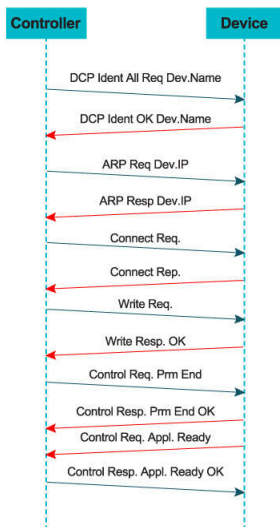 Controller Device
DCP Ident All Req Dev.Name
DCP Ident OK Dev.Name
ARP Req Dev.IP
ARP Resp Dev.IP
Connect Req.
Connect Rep.
Write Req.
Write Resp. OK
Control Req. Prm End
Control Resp. Prm End OK
Control Req. Appl. Ready
Control Resp. Appl. Ready OK